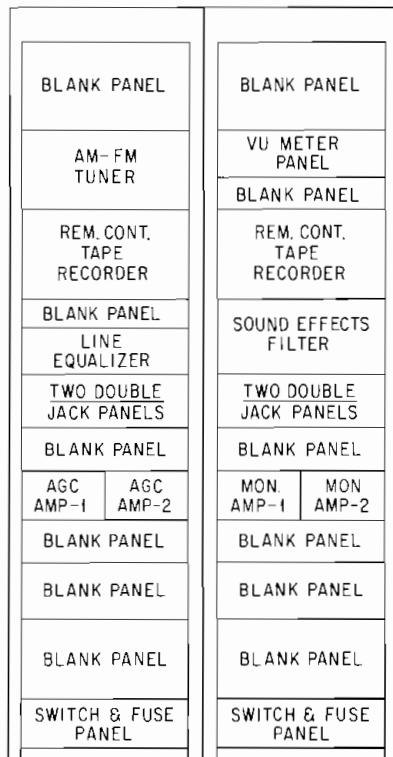 BLANK PANEL
AM-FM
TUNER
REM. CONT.
TAPE
RECORDER
BLANK PANEL
LINE
EQUALIZER
TWO DOUBLE
JACK PANELS
BLANK PANEL
AGC
AMP-1
AGC
AMP-2
BLANK PANEL
BLANK PANEL
BLANK PANEL
SWITCH & FUSE
PANEL
BLANK PANEL
VU METER
PANEL
BLANK PANEL
REM. CONT.
TAPE
RECORDER
SOUND EFFECTS
FILTER
TWO DOUBLE
JACK PANELS
BLANK PANEL
MON.
AMP-1
MON
AMP-2
BLANK PANEL
BLANK PANEL
BLANK PANEL
SWITCH & FUSE
PANEL